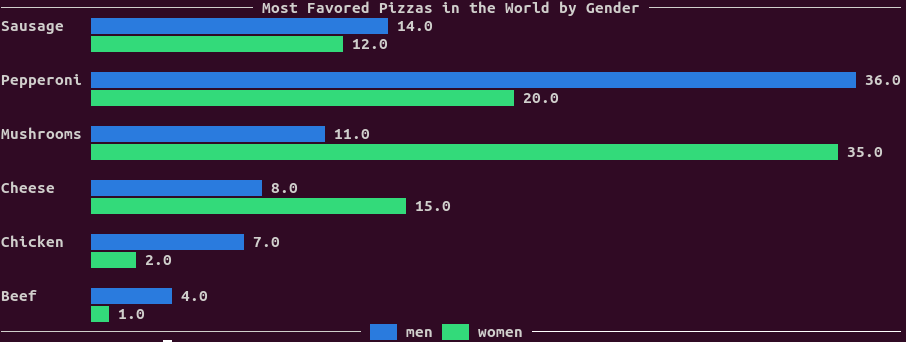 Most Favored Pizzas in the World by Gender
Sausage 14.0
12.0
Pepperoni 36.0
20.0
Mushrooms 11.0
35.0
Cheese 8.0
15.0
Chicken 7.0
2.0
Beef 4.0
1.0
men women